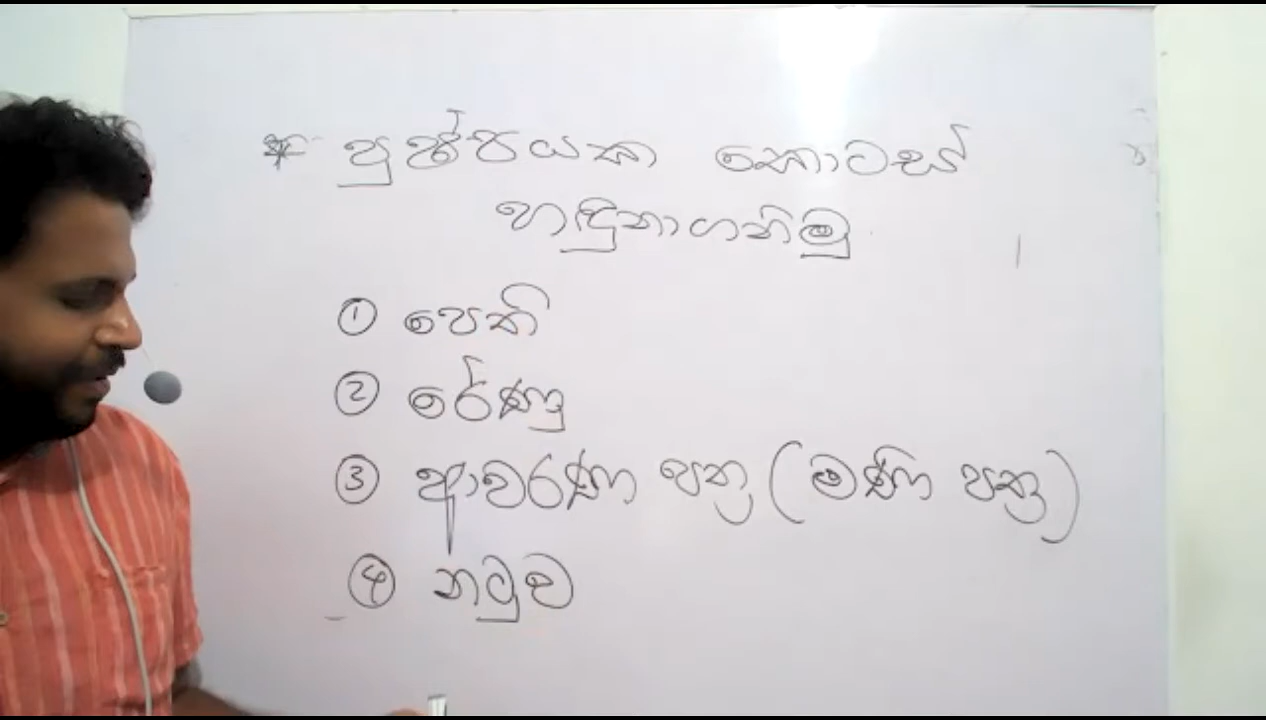 * පුෂ්පයක කොටස්
හඳුනාගනිමු
① පෙති
② රේණු
③ ආවරණ පත්‍ර (මණි පත්‍ර)
④ නටුව